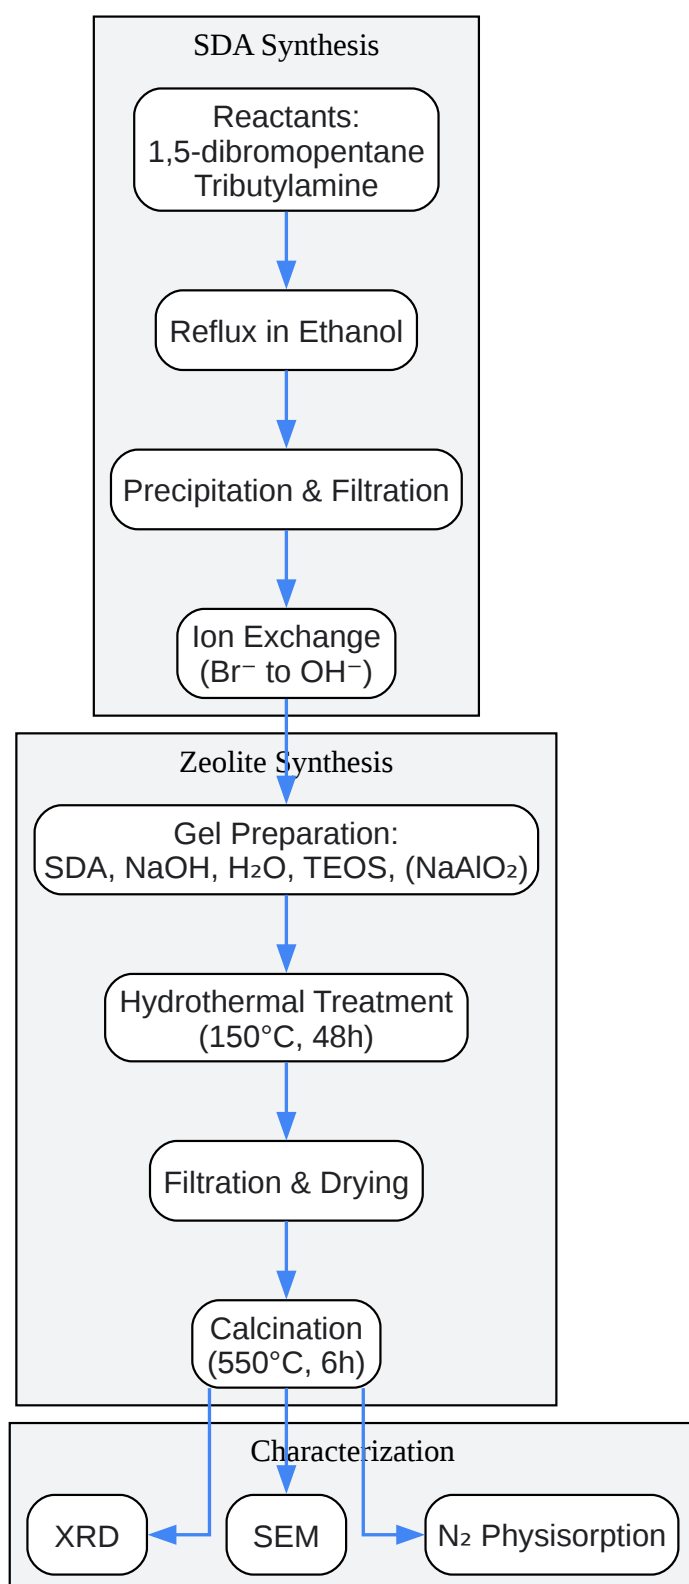 SDA Synthesis
Reactants:
1,5-dibromopentane
Tributylamine
Reflux in Ethanol
Precipitation & Filtration
Ion Exchange
(Br⁻ to OH⁻)
Zeolite Synthesis
Gel Preparation:
SDA, NaOH, H₂O, TEOS, (NaAlO₂)
Hydrothermal Treatment
(150°C, 48h)
Filtration & Drying
Calcination
(550°C, 6h)
Characterization
XRD
SEM
N₂ Physisorption